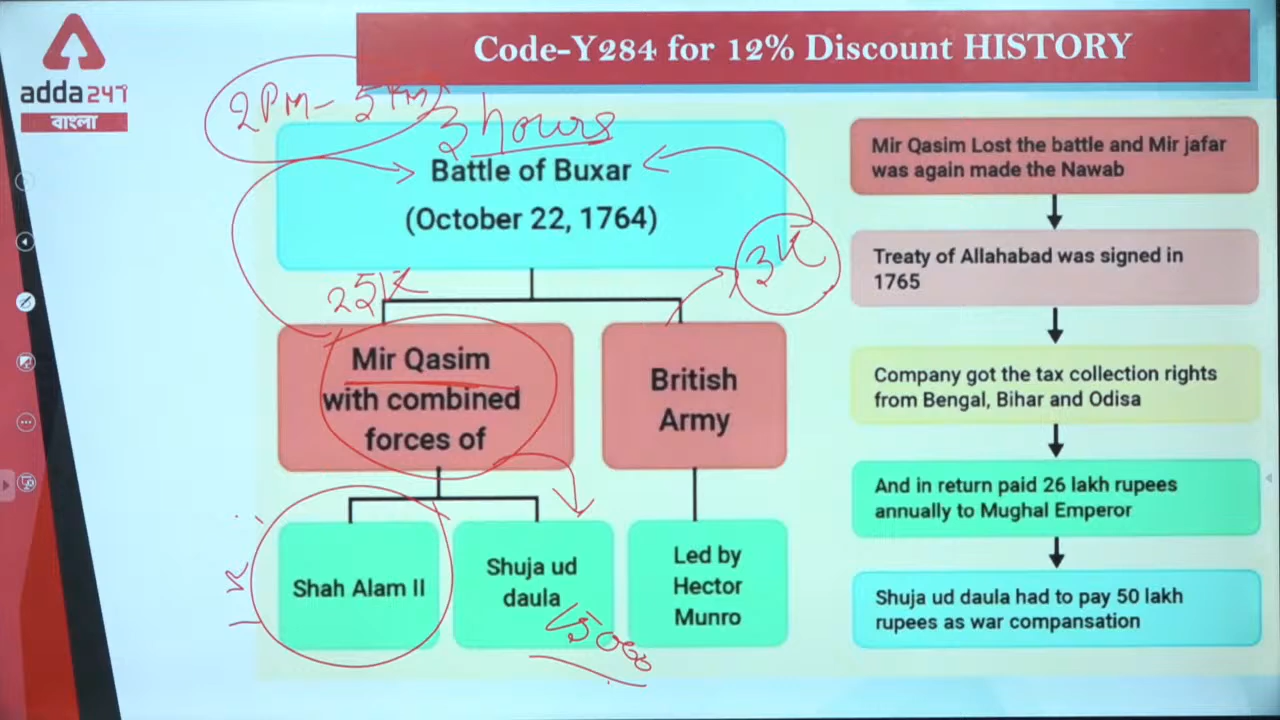 Code-Y284 for 12% Discount HISTORY
adda247
বাংলা
2PM - 5PM
3 hours
Battle of Buxar
(October 22, 1764)
25K
3K
Mir Qasim
with combined
forces of
British
Army
Shah Alam II
Shuja ud
daula
Led by
Hector
Munro
Mir Qasim Lost the battle and Mir jafar
was again made the Nawab
Treaty of Allahabad was signed in
1765
Company got the tax collection rights
from Bengal, Bihar and Odisa
And in return paid 26 lakh rupees
annually to Mughal Emperor
Shuja ud daula had to pay 50 lakh
rupees as war compansation